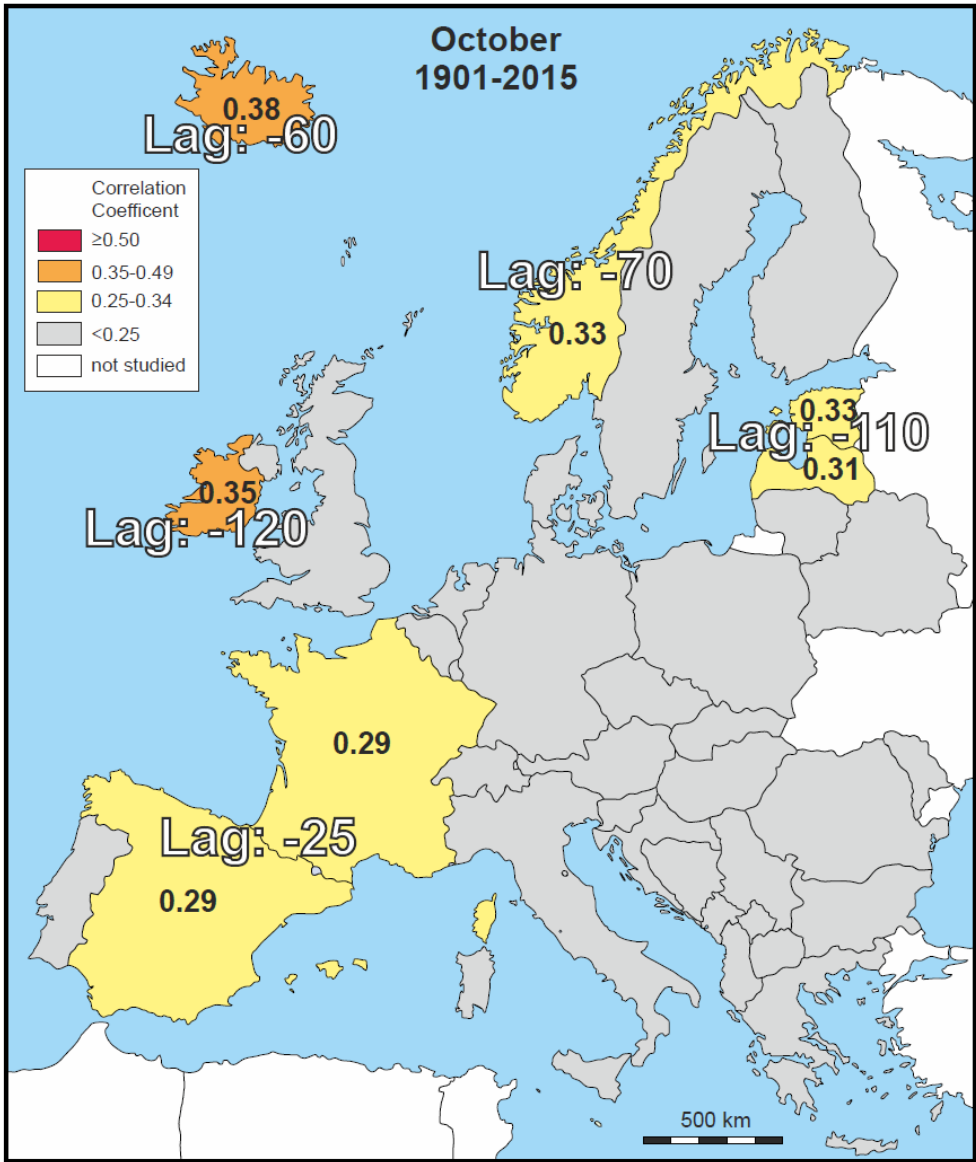 October
1901-2015
0.38
Lag: -60
Correlation
Coefficent
≥0.50
0.35-0.49
0.25-0.34
<0.25
not studied
Lag: -70
0.33
0.33
Lag: -110
0.31
0.35
Lag: -120
0.29
Lag: -25
0.29
500 km